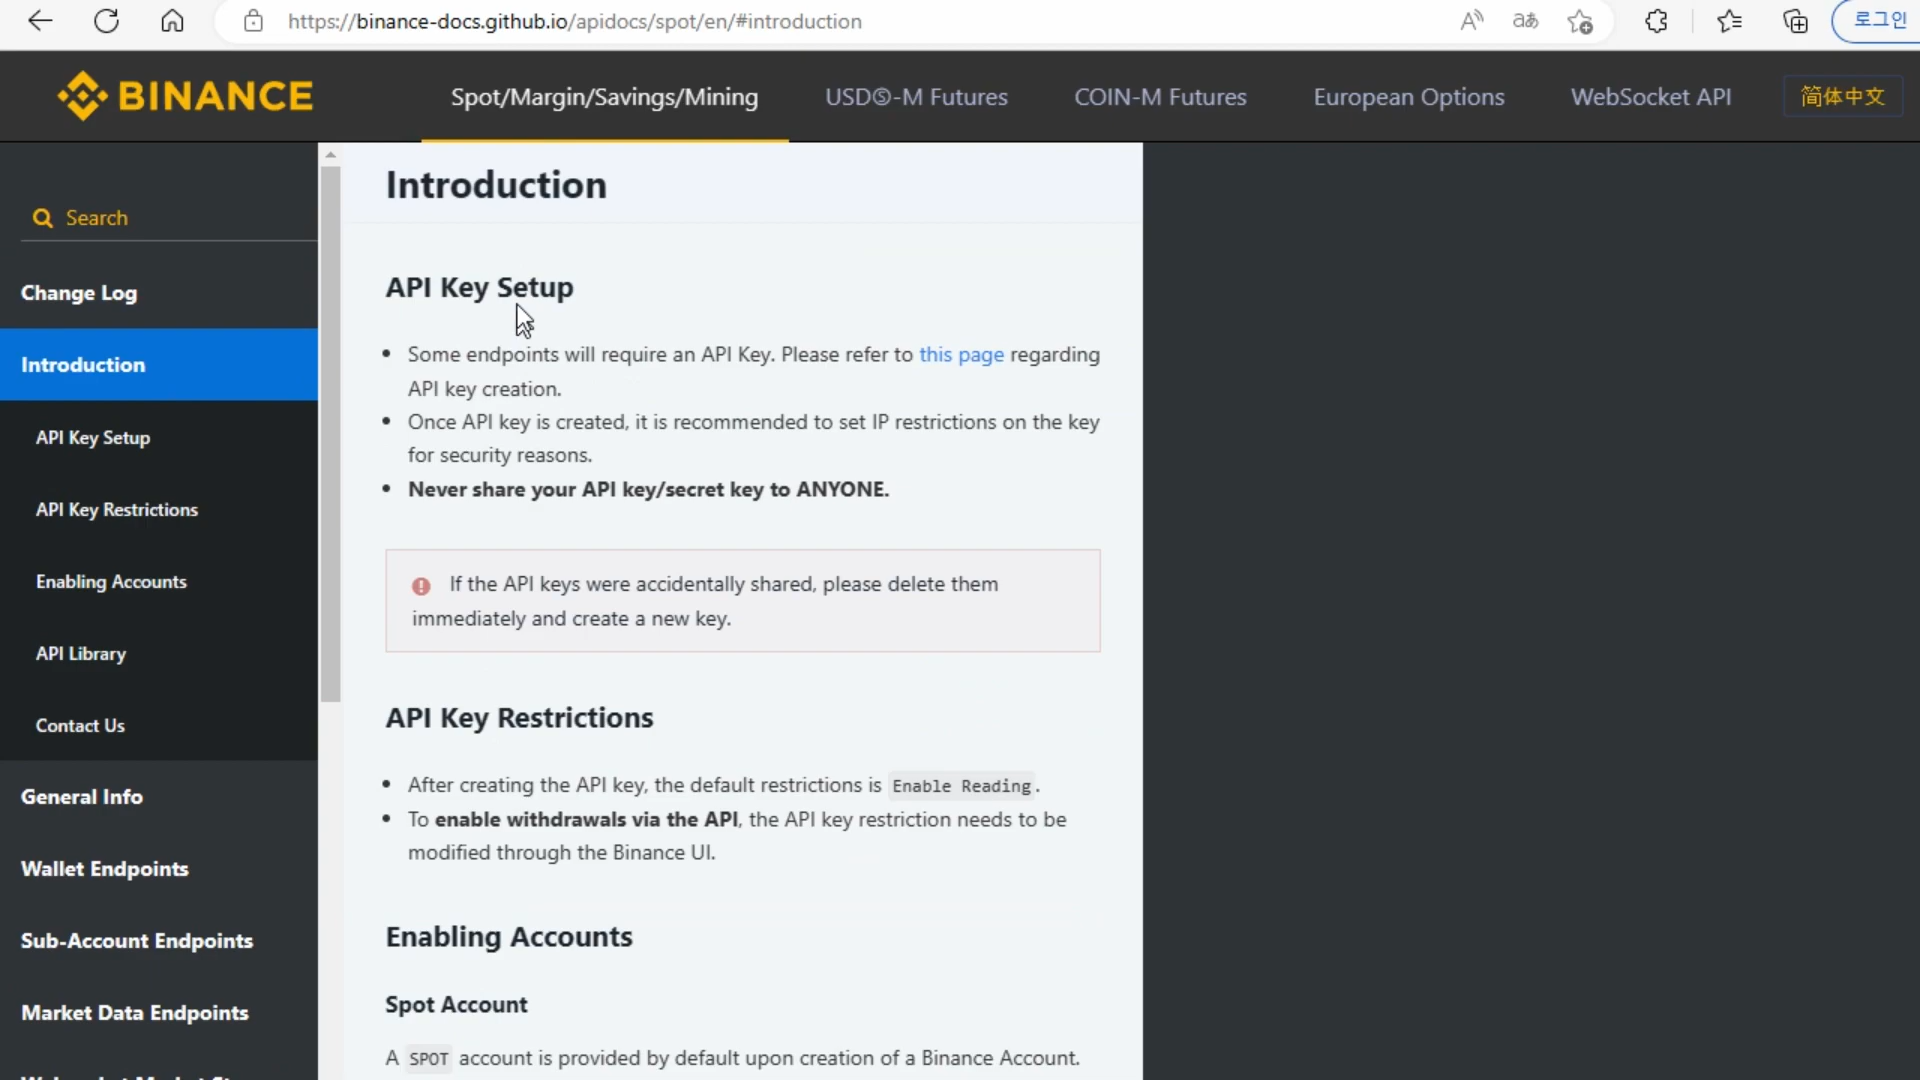 https://binance-docs.github.io/apidocs/spot/en/#introduction
로그인
BINANCE
Spot/Margin/Savings/Mining
USDⓈ-M Futures
COIN-M Futures
European Options
WebSocket API
简体中文
Search
Change Log
Introduction
API Key Setup
API Key Restrictions
Enabling Accounts
API Library
Contact Us
General Info
Wallet Endpoints
Sub-Account Endpoints
Market Data Endpoints
Introduction
API Key Setup
Some endpoints will require an API Key. Please refer to this page regarding
API key creation.
Once API key is created, it is recommended to set IP restrictions on the key
for security reasons.
Never share your API key/secret key to ANYONE.
If the API keys were accidentally shared, please delete them
immediately and create a new key.
API Key Restrictions
After creating the API key, the default restrictions is Enable Reading.
To enable withdrawals via the API, the API key restriction needs to be
modified through the Binance UI.
Enabling Accounts
Spot Account
A SPOT account is provided by default upon creation of a Binance Account.